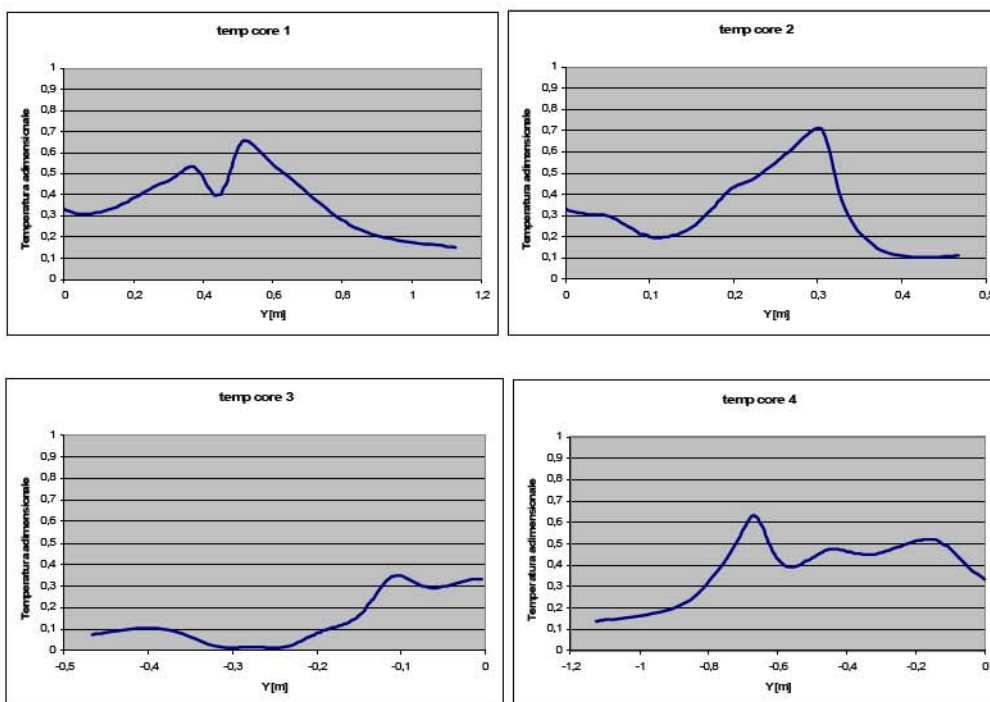 temp core 1
Temperatura adimensionale
1
0,9
0,8
0,7
0,6
0,5
0,4
0,3
0,2
0,1
0
0 0,2 0,4 0,6 0,8 1 1,2
Y [m]
temp core 2
Temperatura adimensionale
1
0,9
0,8
0,7
0,6
0,5
0,4
0,3
0,2
0,1
0
0 0,1 0,2 0,3 0,4 0,5
Y [m]
temp core 3
Temperatura adimensionale
1
0,9
0,8
0,7
0,6
0,5
0,4
0,3
0,2
0,1
0
-0,5 -0,4 -0,3 -0,2 -0,1 0
Y [m]
temp core 4
Temperatura adimensionale
1
0,9
0,8
0,7
0,6
0,5
0,4
0,3
0,2
0,1
0
-1,2 -1 -0,8 -0,6 -0,4 -0,2 0
Y [m]